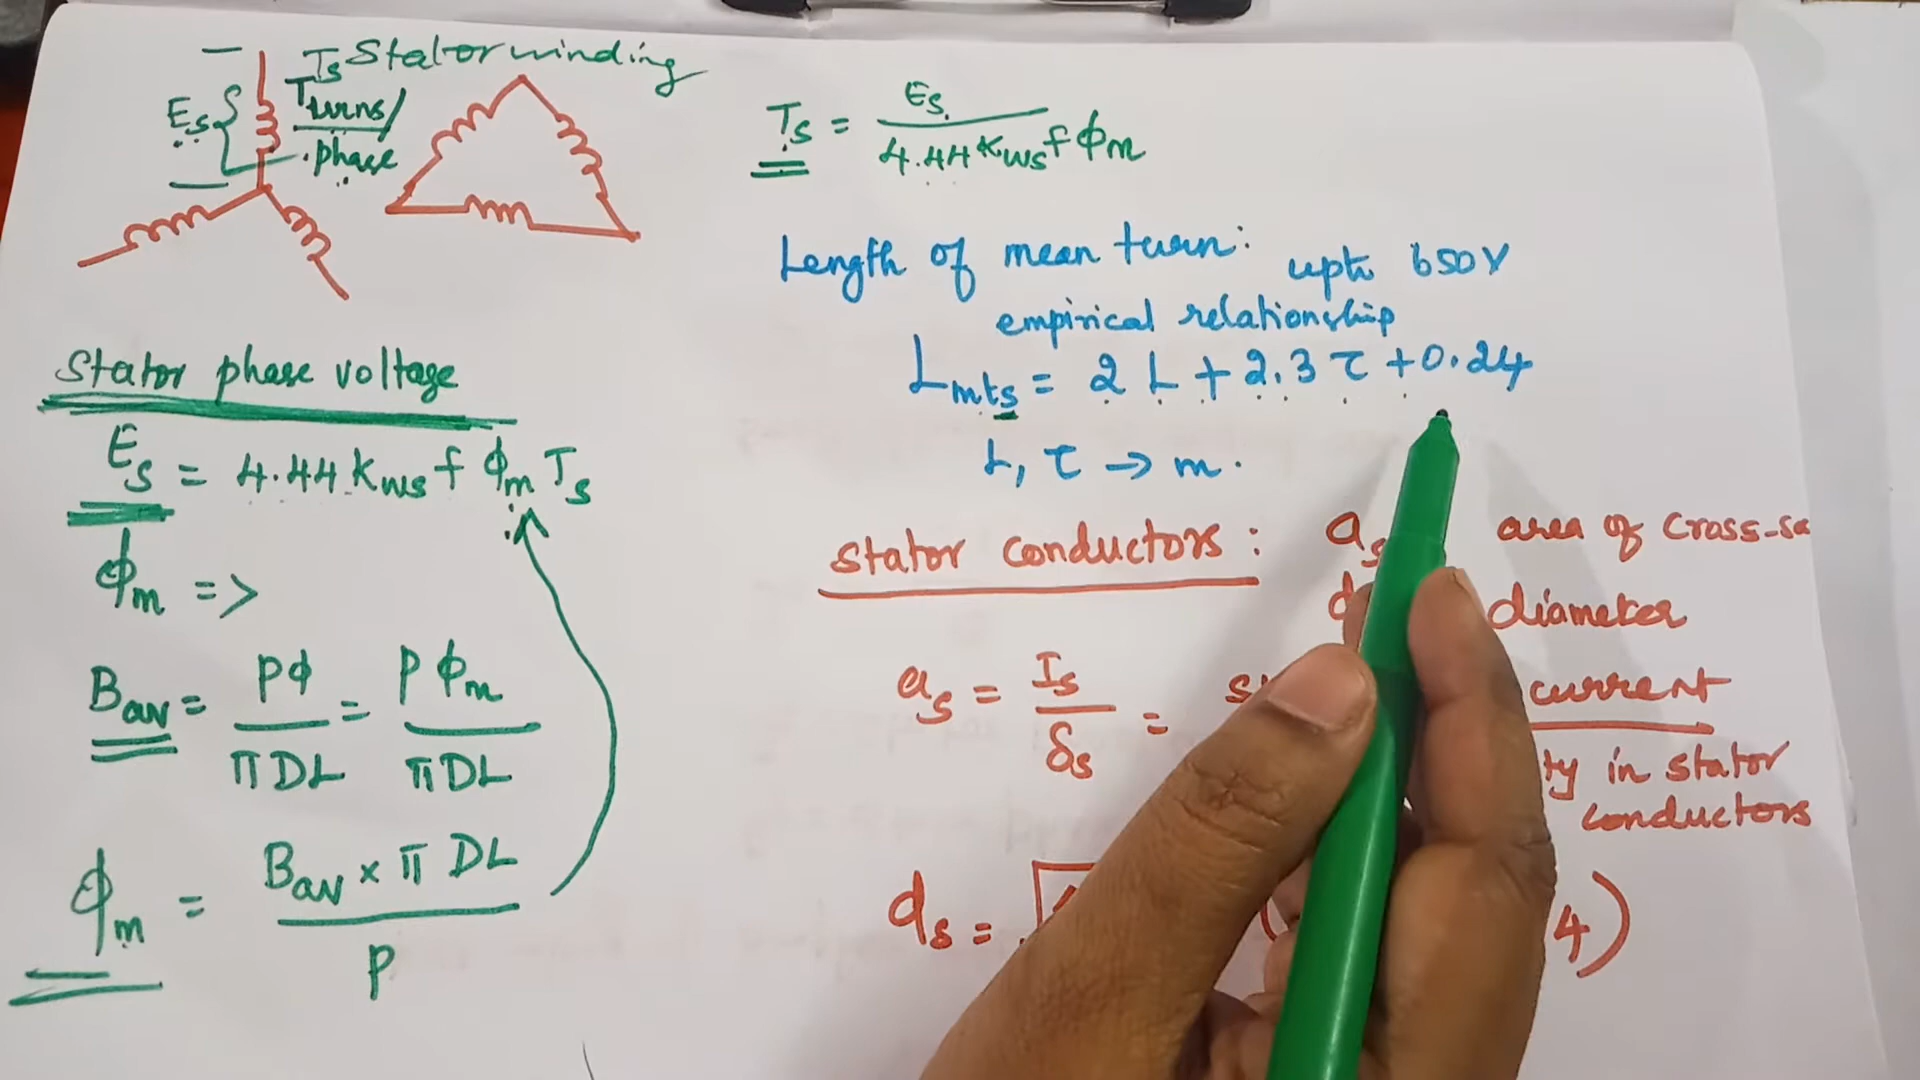 Ts Stator winding
Es Turns/
phase
Stator phase voltage
Es = 4.44 Kws f ϕm Ts
ϕm =>
Bav = Pϕ / πDL = Pϕm / πDL
ϕm = Bav × πDL / P
Ts = Es / 4.44 Kws f ϕm
Length of mean turn: upto 650V
empirical relationship
Lmts = 2L + 2.3τ + 0.24
L, τ → m.
Stator conductors: as area of Cross-se
d diameter
as = Is / δs = current
ty in stator
conductors
ds = 4)